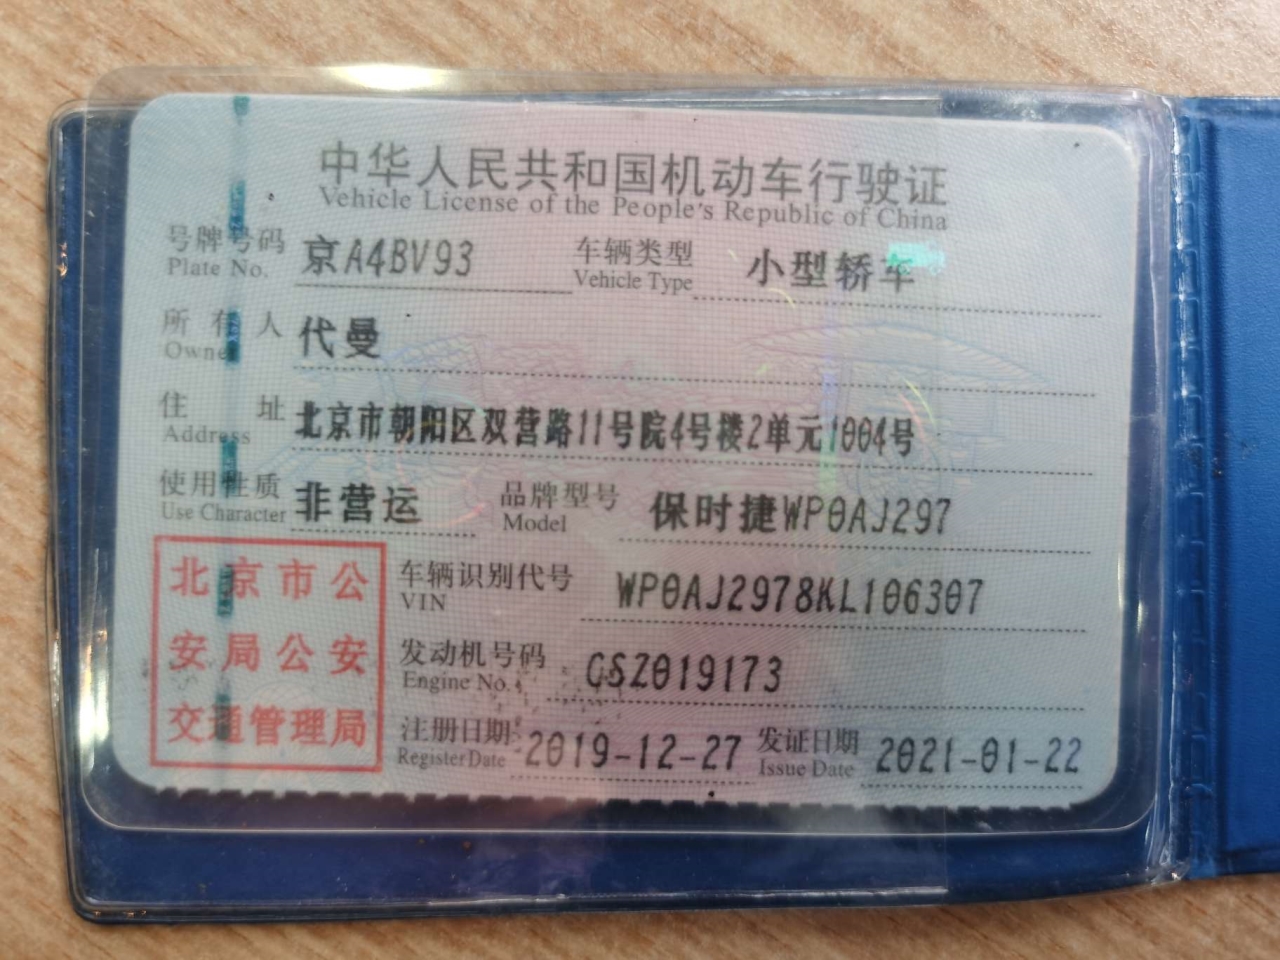 中华人民共和国机动车行驶证
Vehicle License of the People's Republic of China
号牌号码 京A4BV93 车辆类型 小型轿车
Plate No. Vehicle Type
所有人 代曼
Owner
住址 北京市朝阳区双营路11号院4号楼2单元1004号
Address
使用性质 非营运 品牌型号 保时捷WP0AJ297
Use Character Model
北京市公
安局公安
交通管理局
车辆识别代号 WP0AJ2978KL106307
VIN
发动机号码 CSZ019173
Engine No.
注册日期 2019-12-27 发证日期 2021-01-22
Register Date Issue Date